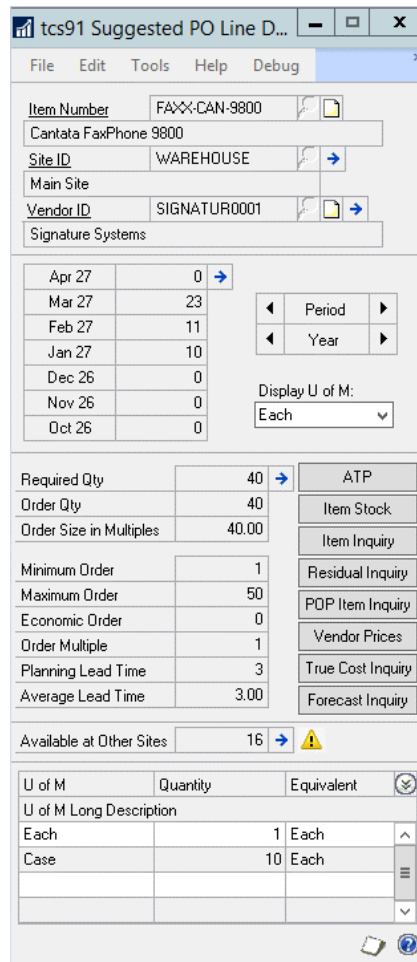 tcs91 Suggested PO Line D...
File Edit Tools Help Debug
Item Number FAXX-CAN-9800
Cantata FaxPhone 9800
Site ID WAREHOUSE
Main Site
Vendor ID SIGNATUR0001
Signature Systems
Apr 27 0
Mar 27 23
Feb 27 11
Jan 27 10
Dec 26 0
Nov 26 0
Oct 26 0
Period
Year
Display U of M:
Each
Required Qty 40
Order Qty 40
Order Size in Multiples 40.00
Minimum Order 1
Maximum Order 50
Economic Order 0
Order Multiple 1
Planning Lead Time 3
Average Lead Time 3.00
ATP
Item Stock
Item Inquiry
Residual Inquiry
POP Item Inquiry
Vendor Prices
True Cost Inquiry
Forecast Inquiry
Available at Other Sites 16
U of M Quantity Equivalent
U of M Long Description
Each 1 Each
Case 10 Each